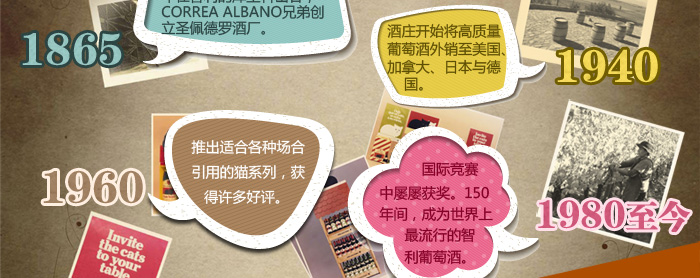 CORREA ALBANO兄弟创
立圣佩德罗酒厂。
1865
酒庄开始将高质量
葡萄酒外销至美国、
加拿大、日本与德
国。
1940
推出适合各种场合
引用的猫系列，获
得许多好评。
1960
国际竞赛
中屡屡获奖。150
年间，成为世界上
最流行的智
利葡萄酒。
1980至今
Invite
the cats
to your
table